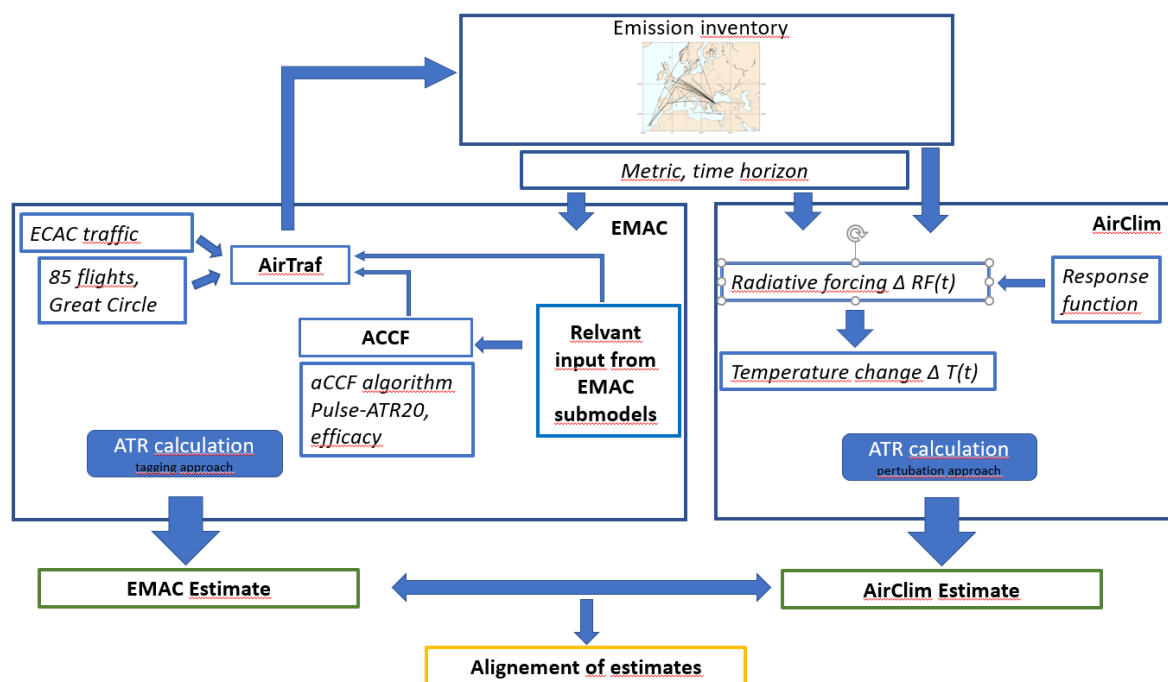 Emission inventory
Metric, time horizon
EMAC
ECAC traffic
85 flights,
Great Circle
AirTraf
ACCF
aCCF algorithm
Pulse-ATR20,
efficacy
Relvant
input from
EMAC
submodels
ATR calculation
tagging approach
AirClim
Radiative forcing Δ RF(t)
Response
function
Temperature change Δ T(t)
ATR calculation
pertubation approach
EMAC Estimate
AirClim Estimate
Alignement of estimates